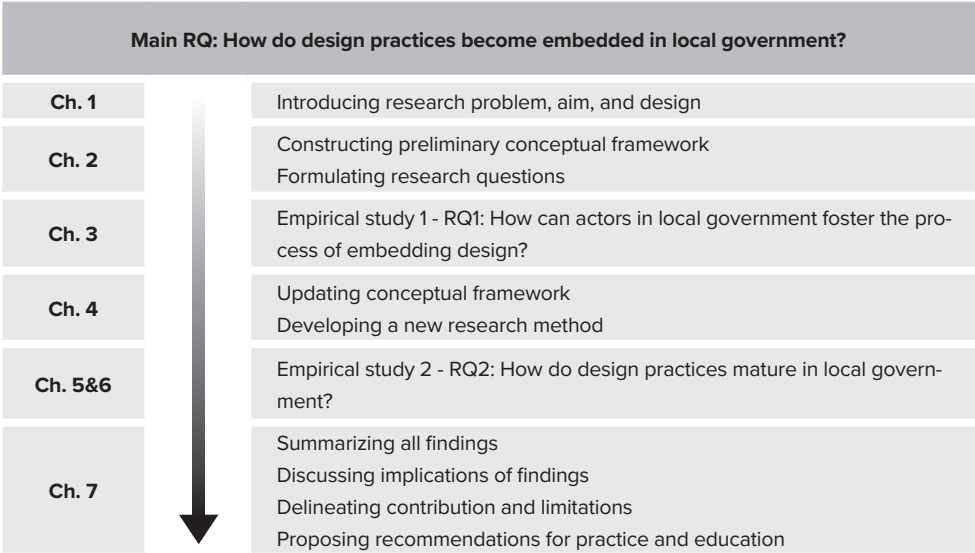 Main RQ: How do design practices become embedded in local government?
Ch. 1
Introducing research problem, aim, and design
Ch. 2
Constructing preliminary conceptual framework
Formulating research questions
Ch. 3
Empirical study 1 - RQ1: How can actors in local government foster the pro-
cess of embedding design?
Ch. 4
Updating conceptual framework
Developing a new research method
Ch. 5&6
Empirical study 2 - RQ2: How do design practices mature in local govern-
ment?
Ch. 7
Summarizing all findings
Discussing implications of findings
Delineating contribution and limitations
Proposing recommendations for practice and education